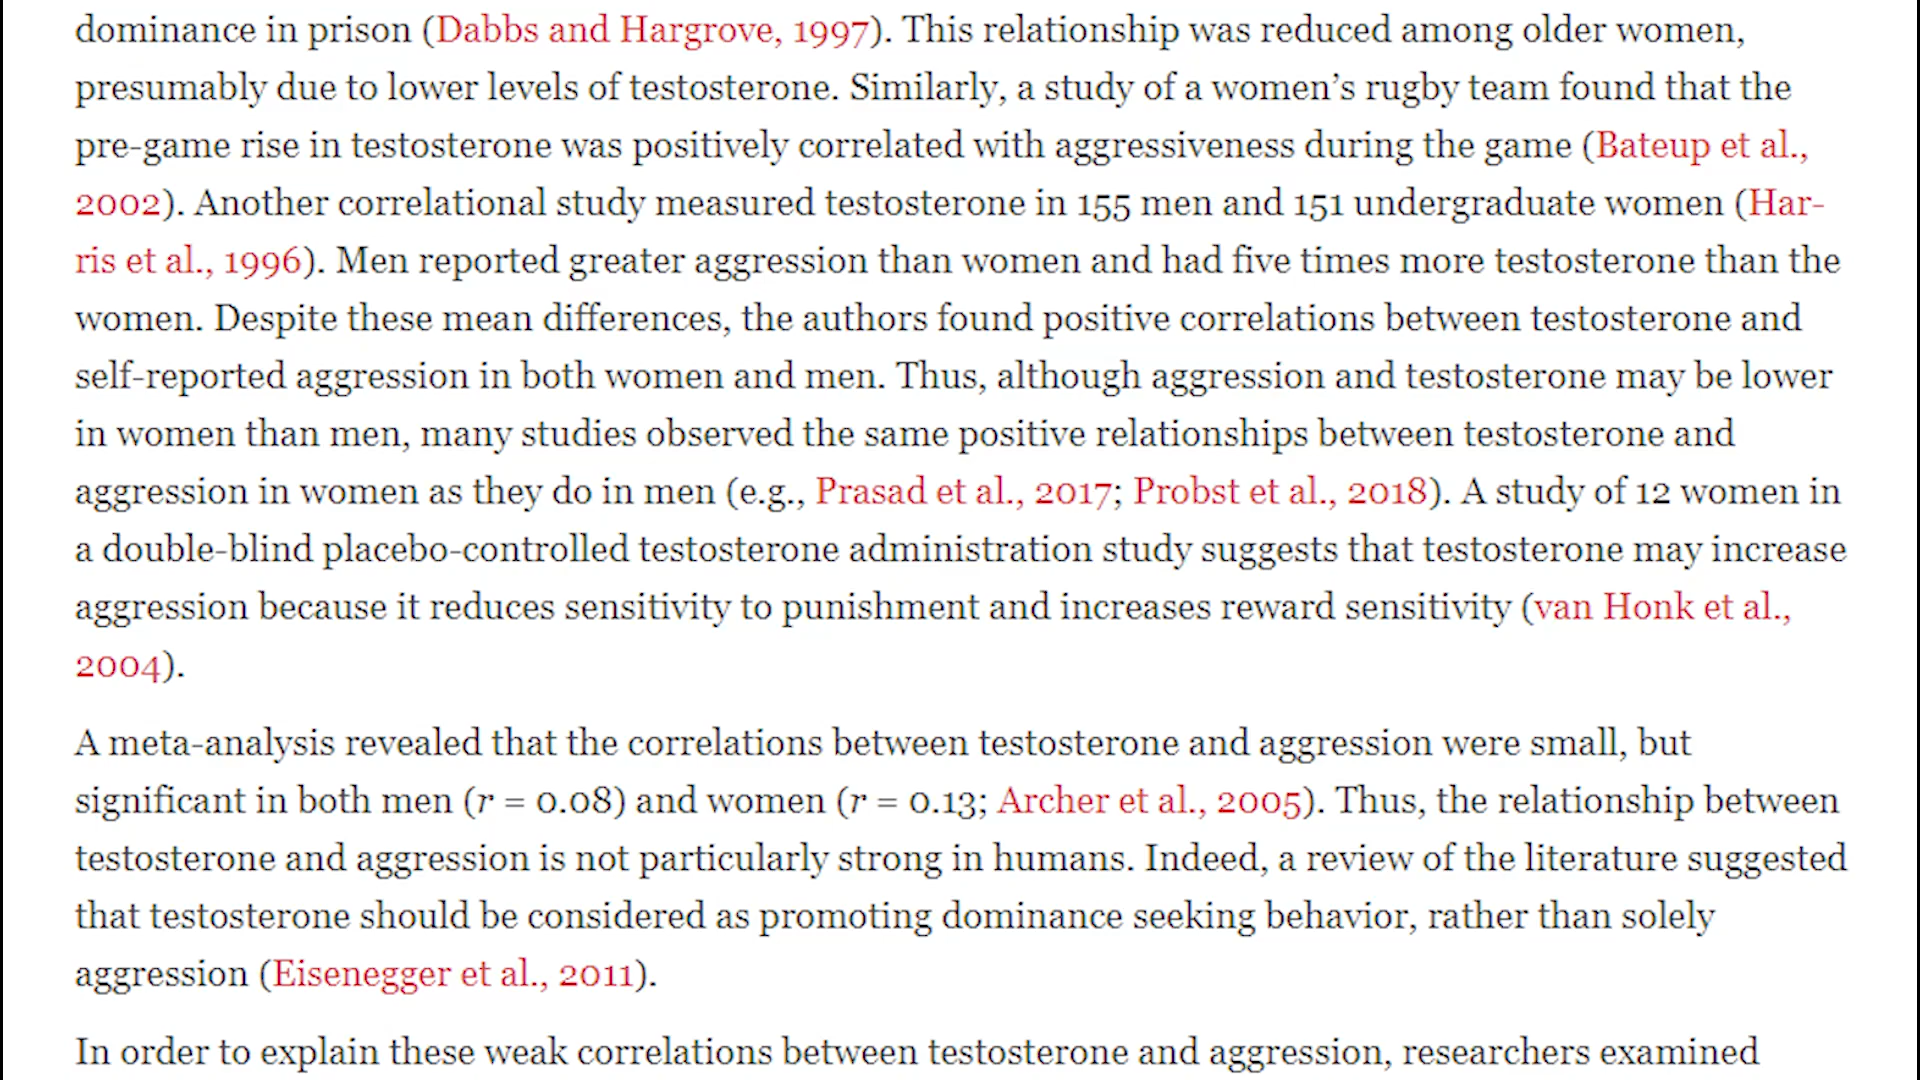 dominance in prison (Dabbs and Hargrove, 1997). This relationship was reduced among older women,
presumably due to lower levels of testosterone. Similarly, a study of a women’s rugby team found that the
pre-game rise in testosterone was positively correlated with aggressiveness during the game (Bateup et al.,
2002). Another correlational study measured testosterone in 155 men and 151 undergraduate women (Har-
ris et al., 1996). Men reported greater aggression than women and had five times more testosterone than the
women. Despite these mean differences, the authors found positive correlations between testosterone and
self-reported aggression in both women and men. Thus, although aggression and testosterone may be lower
in women than men, many studies observed the same positive relationships between testosterone and
aggression in women as they do in men (e.g., Prasad et al., 2017; Probst et al., 2018). A study of 12 women in
a double-blind placebo-controlled testosterone administration study suggests that testosterone may increase
aggression because it reduces sensitivity to punishment and increases reward sensitivity (van Honk et al.,
2004).
A meta-analysis revealed that the correlations between testosterone and aggression were small, but
significant in both men (r = 0.08) and women (r = 0.13; Archer et al., 2005). Thus, the relationship between
testosterone and aggression is not particularly strong in humans. Indeed, a review of the literature suggested
that testosterone should be considered as promoting dominance seeking behavior, rather than solely
aggression (Eisenegger et al., 2011).
In order to explain these weak correlations between testosterone and aggression, researchers examined